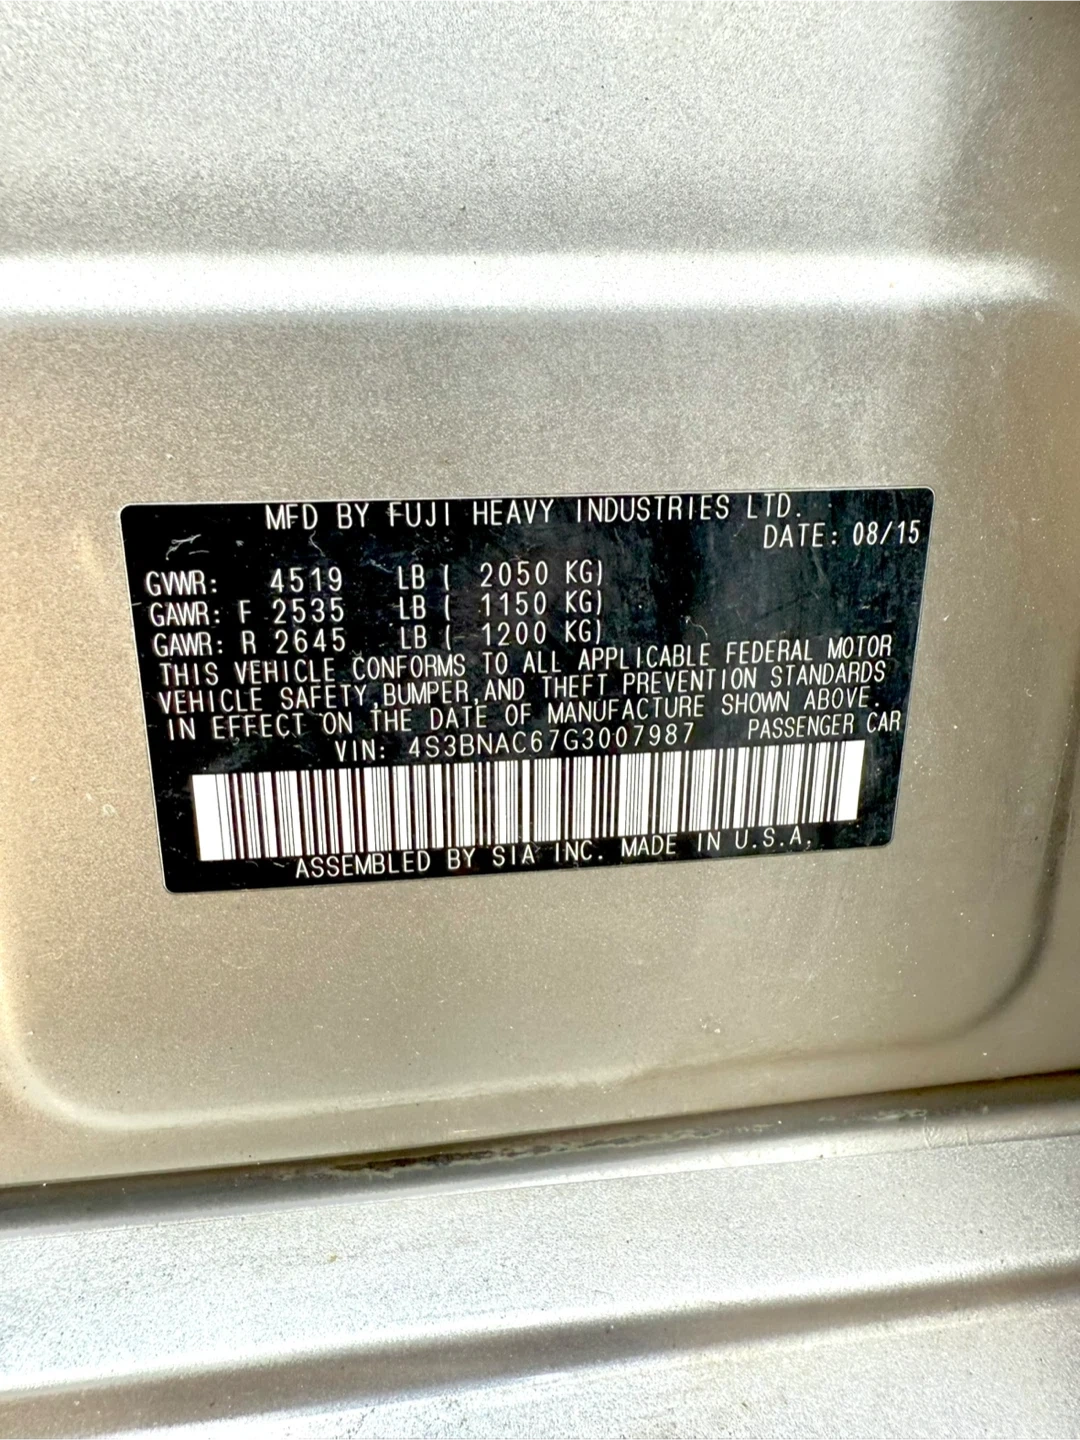 MFD BY FUJI HEAVY INDUSTRIES LTD.
DATE: 08/15
GVWR: 4519 LB ( 2050 KG)
GAWR: F 2535 LB ( 1150 KG)
GAWR: R 2645 LB ( 1200 KG)
THIS VEHICLE CONFORMS TO ALL APPLICABLE FEDERAL MOTOR
VEHICLE SAFETY,BUMPER,AND THEFT PREVENTION STANDARDS
IN EFFECT ON THE DATE OF MANUFACTURE SHOWN ABOVE.
VIN: 4S3BNAC67G3007987 PASSENGER CAR
ASSEMBLED BY SIA INC. MADE IN U.S.A.